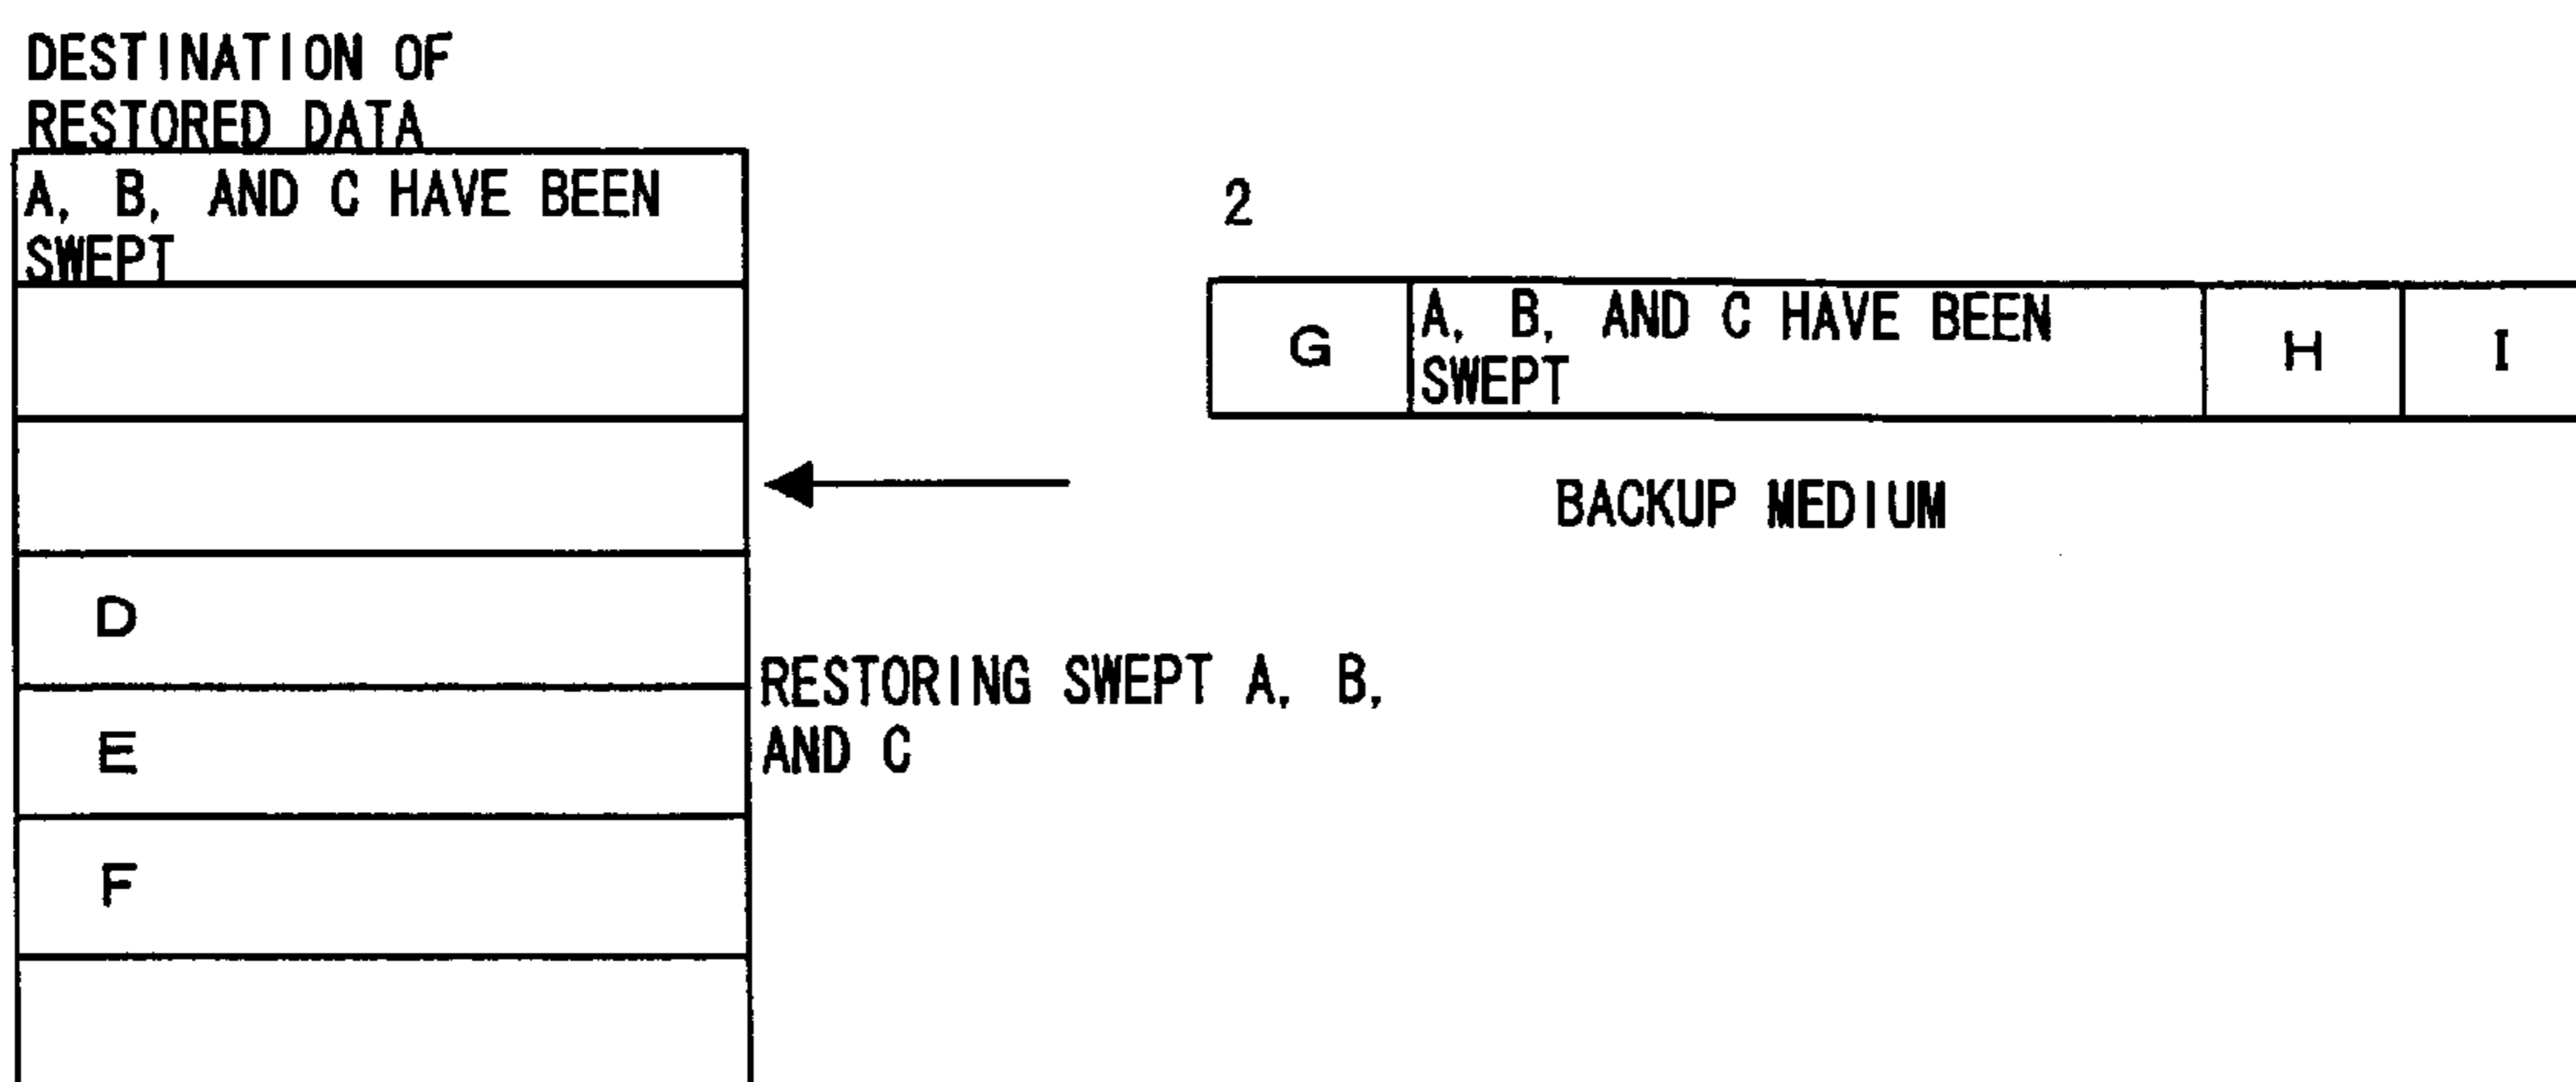 DESTINATION OF
RESTORED DATA
A, B, AND C HAVE BEEN
SWEPT
D
E
F
2
G
A, B, AND C HAVE BEEN
SWEPT
H
I
BACKUP MEDIUM
RESTORING SWEPT A, B,
AND C